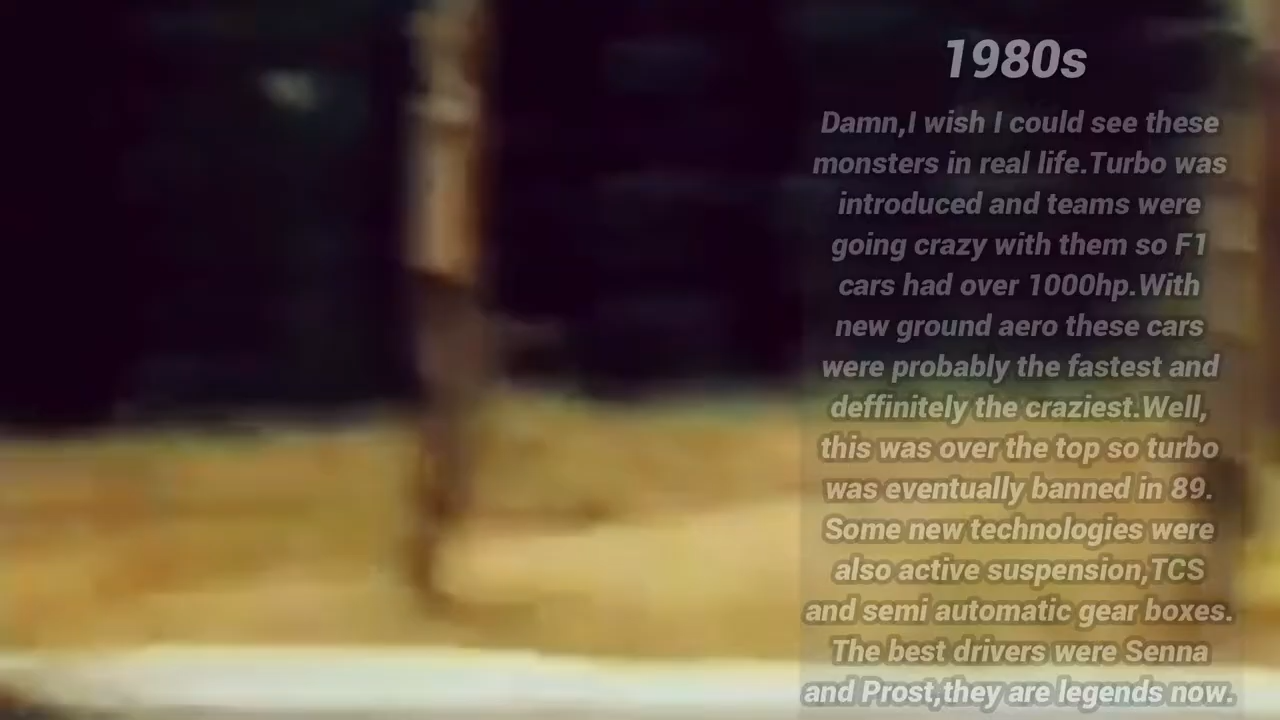 1980s
Damn,I wish I could see these
monsters in real life.Turbo was
introduced and teams were
going crazy with them so F1
cars had over 1000hp.With
new ground aero these cars
were probably the fastest and
deffinitely the craziest.Well,
this was over the top so turbo
was eventually banned in 89.
Some new technologies were
also active suspension,TCS
and semi automatic gear boxes.
The best drivers were Senna
and Prost,they are legends now.